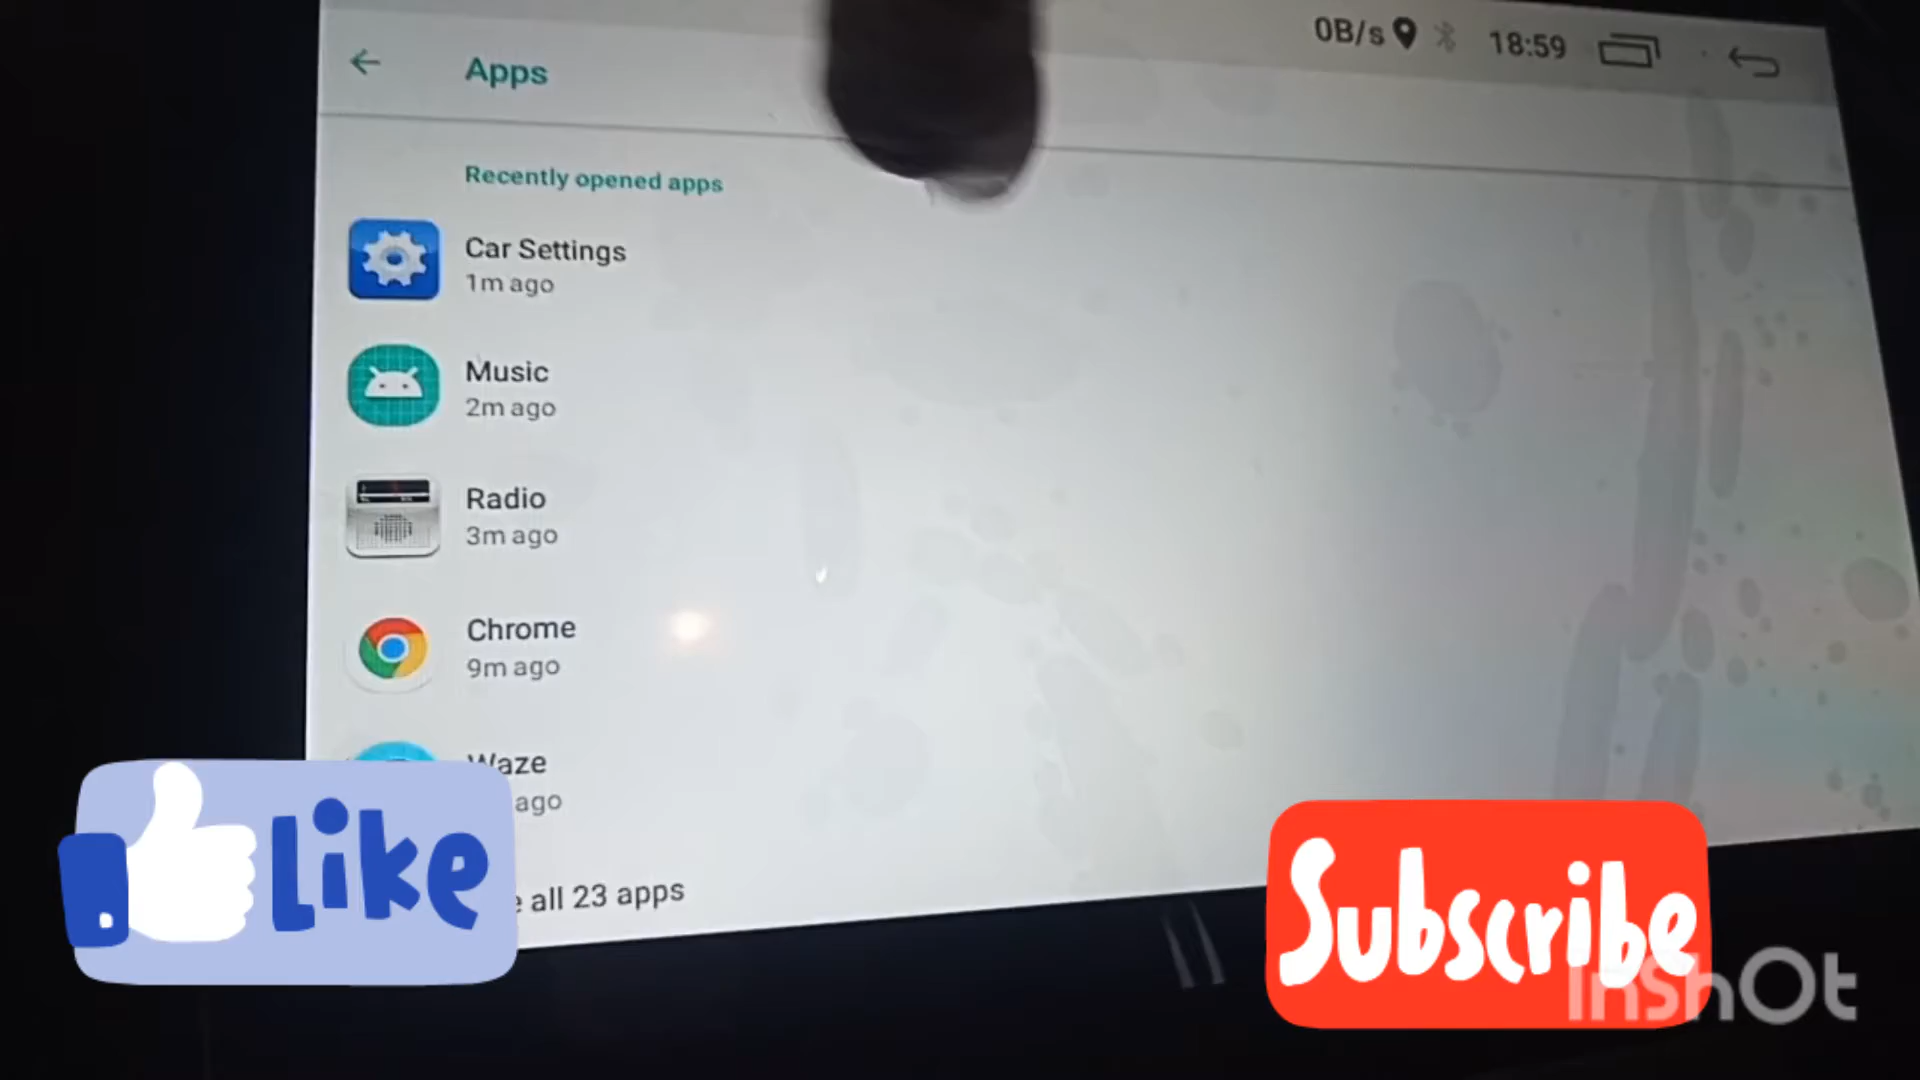 0B/s 18:59
Apps
Recently opened apps
Car Settings
1m ago
Music
2m ago
Radio
3m ago
Chrome
9m ago
Waze
ago
all 23 apps
Like
Subscribe
InShOt